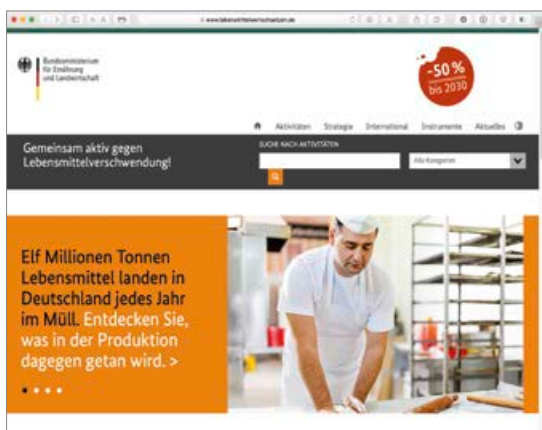 www.lebensmittelwertschaetzen.de
Bundesministerium
für Ernährung
und Landwirtschaft
-50 %
bis 2030
Aktivitäten Strategie International Instrumente Aktuelles
Gemeinsam aktiv gegen
Lebensmittelverschwendung!
SUCHE NACH AKTIVITÄTEN
Alle Kategorien
Elf Millionen Tonnen
Lebensmittel landen in
Deutschland jedes Jahr
im Müll. Entdecken Sie,
was in der Produktion
dagegen getan wird. >